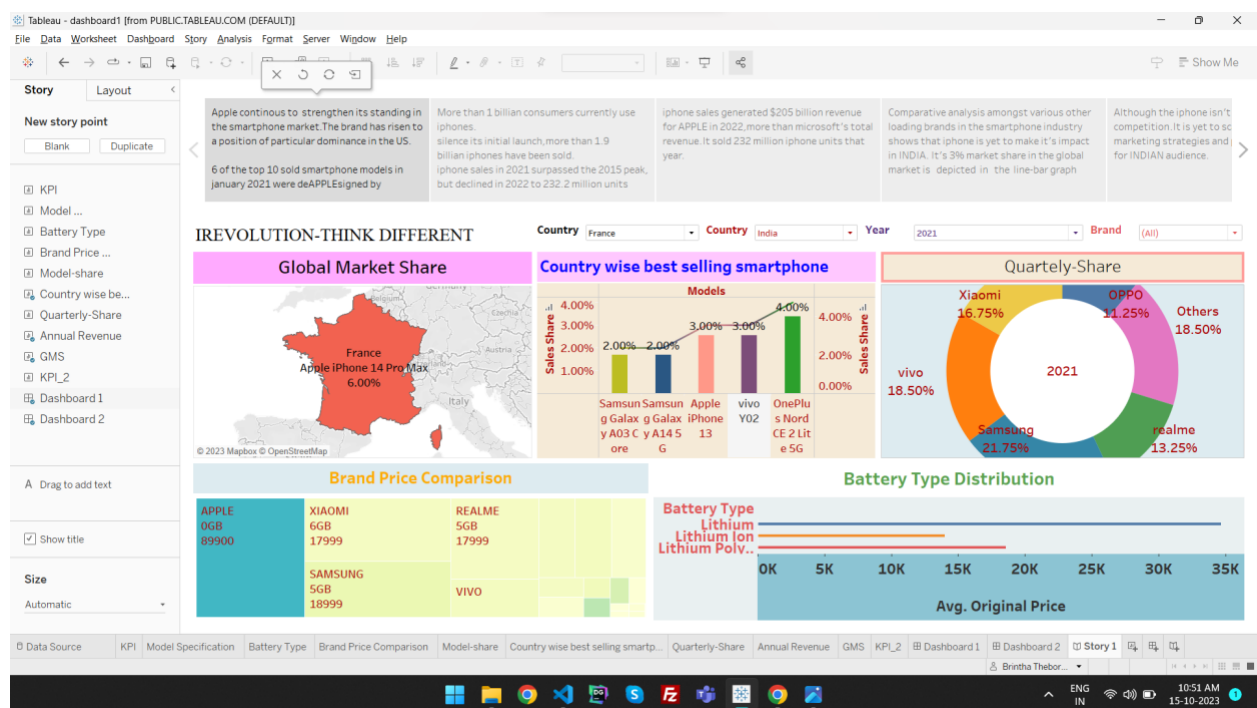 Tableau - dashboard1 [from PUBLIC.TABLEAU.COM (DEFAULT)]
File Data Worksheet Dashboard Story Analysis Format Server Window Help
Show Me
Story Layout
New story point
Blank Duplicate
KPI
Model ...
Battery Type
Brand Price ...
Model-share
Country wise be...
Quarterly-Share
Annual Revenue
GMS
KPI_2
Dashboard 1
Dashboard 2
A Drag to add text
Show title
Size
Automatic
Apple continous to strengthen its standing in
the smartphone market.The brand has risen to
a position of particular dominance in the US.
6 of the top 10 sold smartphone models in
january 2021 were deAPPLEsigned by
More than 1 billion consumers currently use
iphones.
silence its initial launch,more than 1.9
billian iphones have been sold.
iphone sales in 2021 surpassed the 2015 peak,
but declined in 2022 to 232.2 million units
iphone sales generated $205 billion revenue
for APPLE in 2022,more than microsoft's total
revenue. It sold 232 million iphone units that
year.
Comparative analysis amongst various other
loading brands in the smartphone industry
shows that iphone is yet to make it's impact
in INDIA. It's 3% market share in the global
market is depicted in the line-bar graph
Although the iphone isn't
competition.It is yet to sc
marketing strategies and
for INDIAN audience.
IREVOLUTION-THINK DIFFERENT
Country France
Country India
Year 2021
Brand (All)
Global Market Share
Belgium
Germany
Czechia
Austria
Italy
France
Apple iPhone 14 Pro Max
6.00%
© 2023 Mapbox © OpenStreetMap
Country wise best selling smartphone
Models
Sales Share
4.00%
3.00%
2.00%
1.00%
2.00% 2.00% 3.00% 3.00% 4.00%
4.00%
2.00%
0.00%
Sales Share
Samsun
g Galax
y A03 C
ore
Samsun
g Galax
y A14 5
G
Apple
iPhone
13
vivo
Y02
OnePlu
s Nord
CE 2 Lit
e 5G
Quartely-Share
Xiaomi
16.75%
OPPO
11.25%
Others
18.50%
2021
vivo
18.50%
Samsung
21.75%
realme
13.25%
Brand Price Comparison
APPLE
0GB
89900
XIAOMI
6GB
17999
REALME
5GB
17999
SAMSUNG
5GB
18999
VIVO
Battery Type Distribution
Battery Type
Lithium
Lithium Ion
Lithium Poly..
0K 5K 10K 15K 20K 25K 30K 35K
Avg. Original Price
Data Source KPI Model Specification Battery Type Brand Price Comparison Model-share Country wise best selling smartp... Quarterly-Share Annual Revenue GMS KPI_2 Dashboard 1 Dashboard 2 Story 1
Brintha Thebor...
DG
S
ENG
IN
10:51 AM
15-10-2023
1